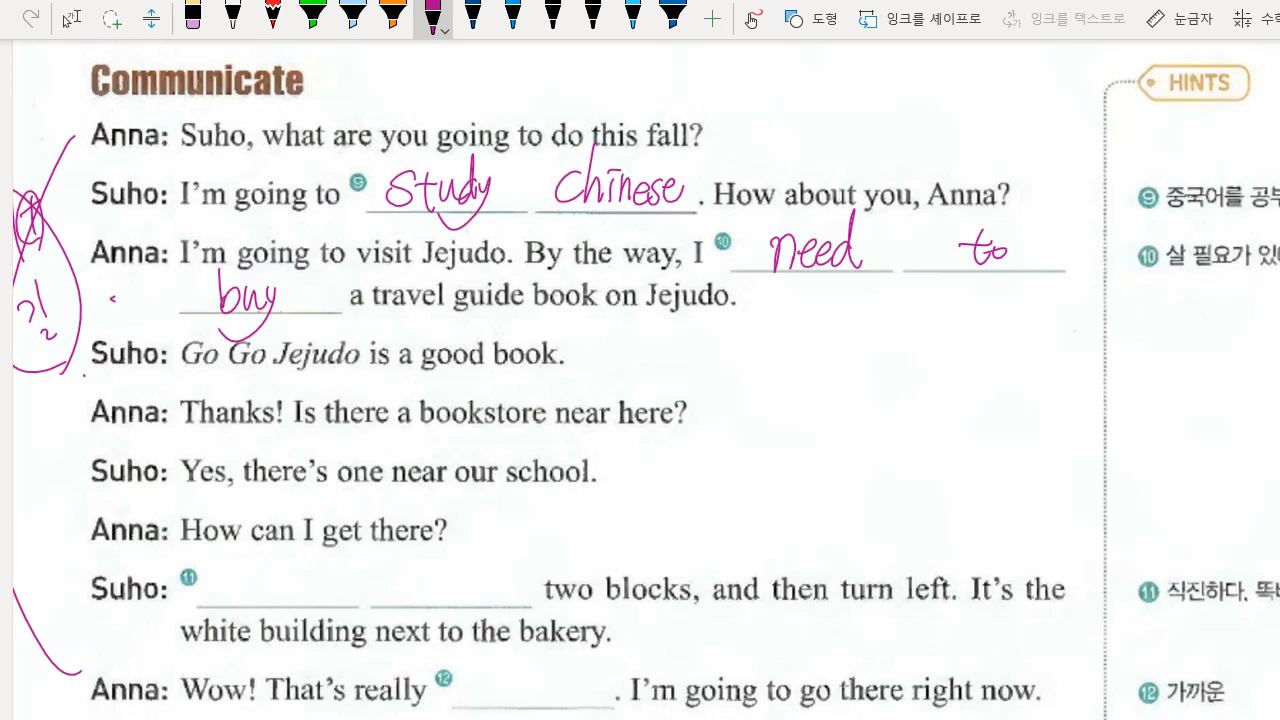 도형 잉크를 셰이프로 잉크를 텍스트로 눈금자
Communicate
HINTS
Anna: Suho, what are you going to do this fall?
Suho: I'm going to ⑨ study chinese. How about you, Anna?
⑨ 중국어를 공부
Anna: I'm going to visit Jejudo. By the way, I ⑩ need to
⑩ 살 필요가 있
buy a travel guide book on Jejudo.
Suho: Go Go Jejudo is a good book.
Anna: Thanks! Is there a bookstore near here?
Suho: Yes, there's one near our school.
Anna: How can I get there?
Suho: ⑪ two blocks, and then turn left. It's the
⑪ 직진하다, 똑
white building next to the bakery.
Anna: Wow! That's really ⑫ . I'm going to go there right now.
⑫ 가까운